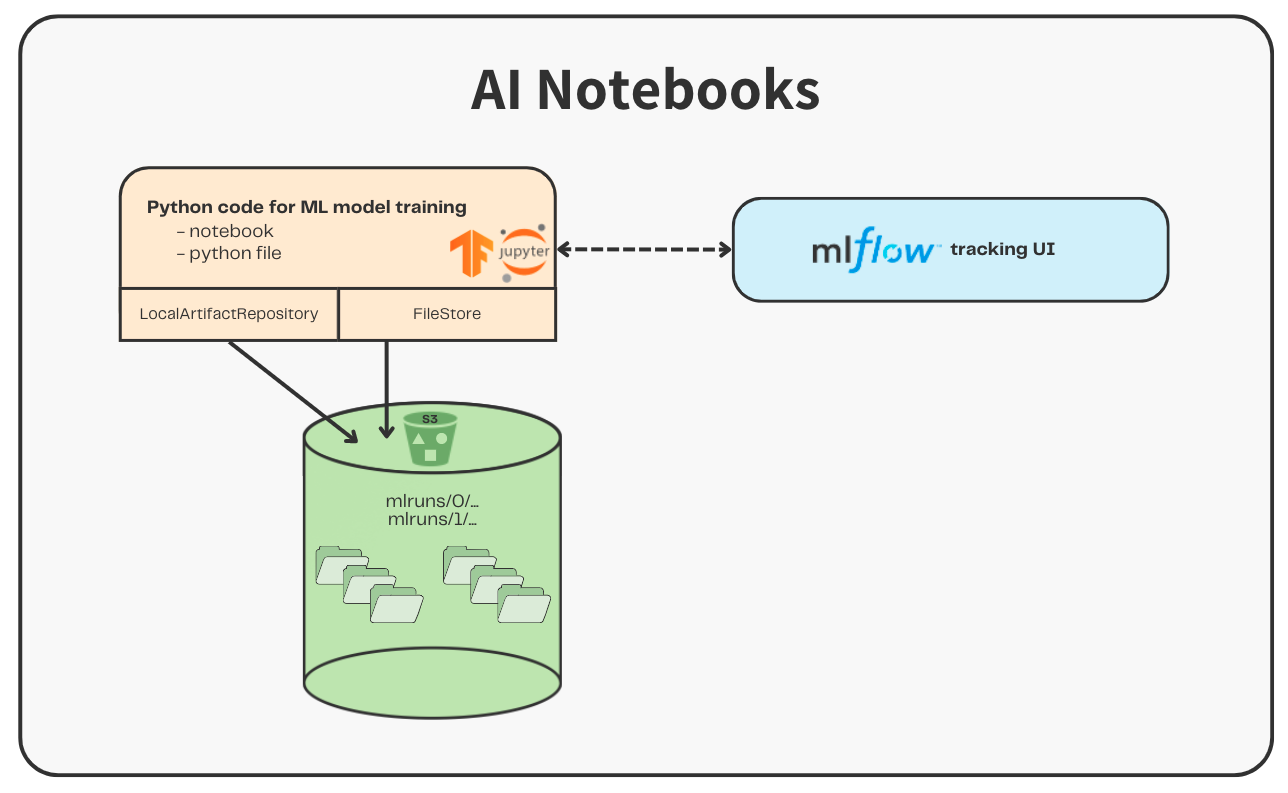 AI Notebooks
Python code for ML model training
- notebook
- python file
jupyter
LocalArtifactRepository
FileStore
mlflow™ tracking UI
S3
mlruns/0/...
mlruns/1/...